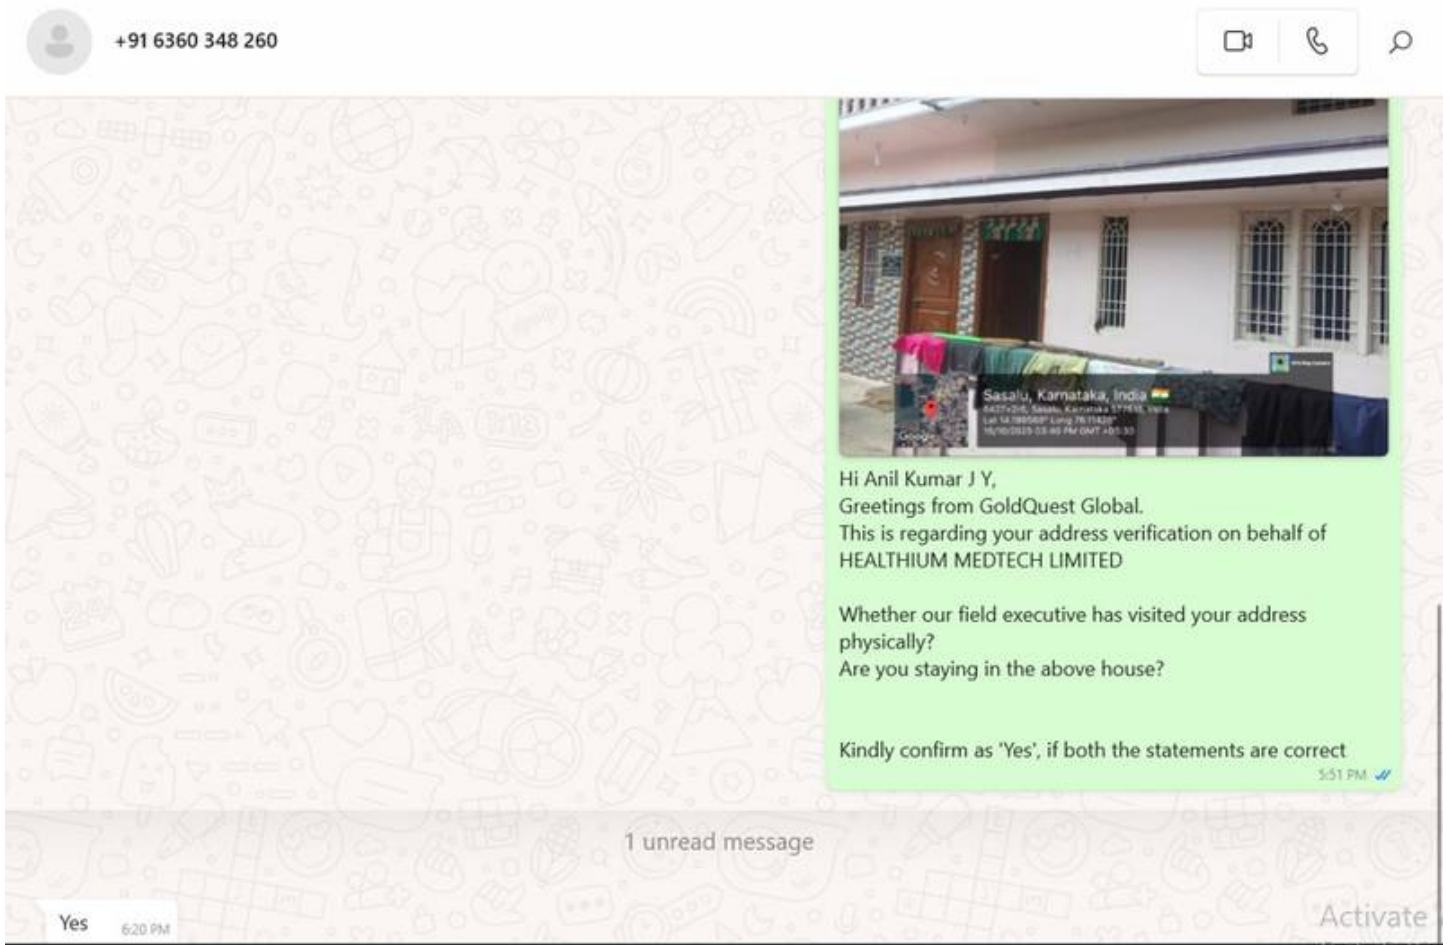 +91 6360 348 260
Sasalu, Karnataka, India
Google
Hi Anil Kumar J Y,
Greetings from GoldQuest Global.
This is regarding your address verification on behalf of
HEALTHIUM MEDTECH LIMITED
Whether our field executive has visited your address
physically?
Are you staying in the above house?
Kindly confirm as 'Yes', if both the statements are correct
5:51 PM
1 unread message
Yes
6:20 PM
Activate